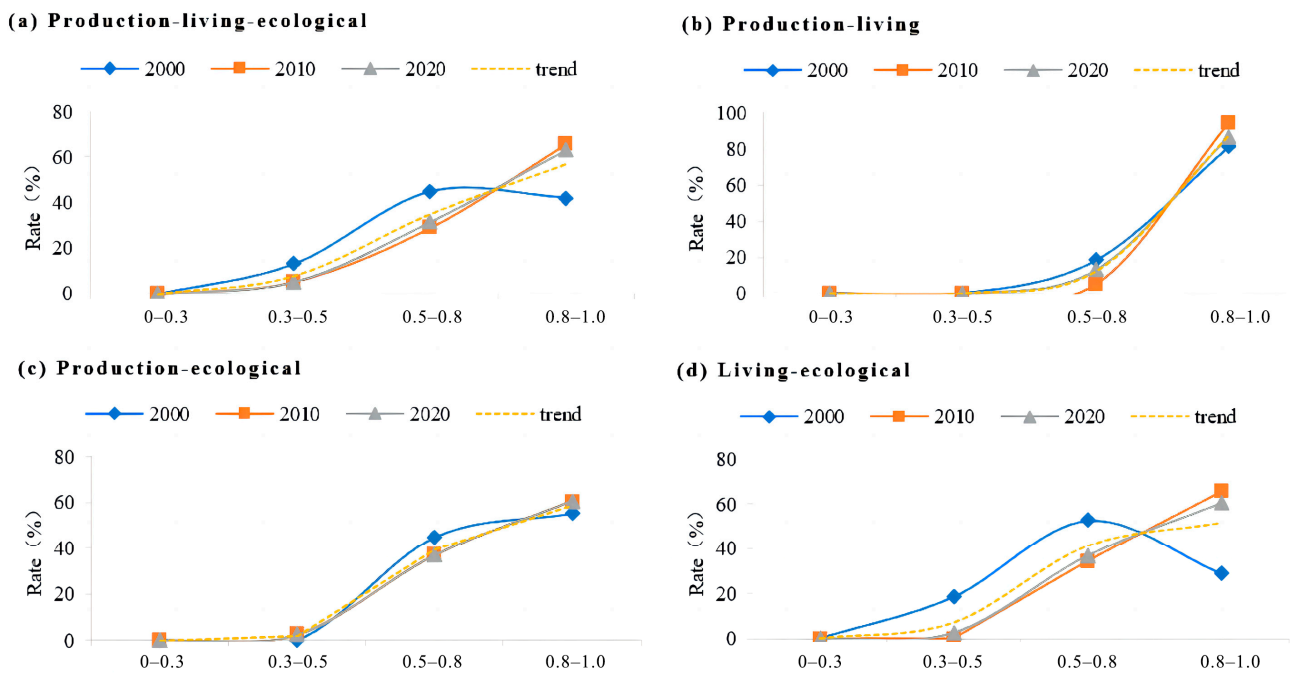 (a) Production-living-ecological
2000 2010 2020 trend
Rate (%)
80
60
40
20
0
0–0.3 0.3–0.5 0.5–0.8 0.8–1.0
(b) Production-living
2000 2010 2020 trend
Rate (%)
100
80
60
40
20
0
0–0.3 0.3–0.5 0.5–0.8 0.8–1.0
(c) Production-ecological
2000 2010 2020 trend
Rate (%)
80
60
40
20
0
0–0.3 0.3–0.5 0.5–0.8 0.8–1.0
(d) Living-ecological
2000 2010 2020 trend
Rate (%)
80
60
40
20
0
0–0.3 0.3–0.5 0.5–0.8 0.8–1.0